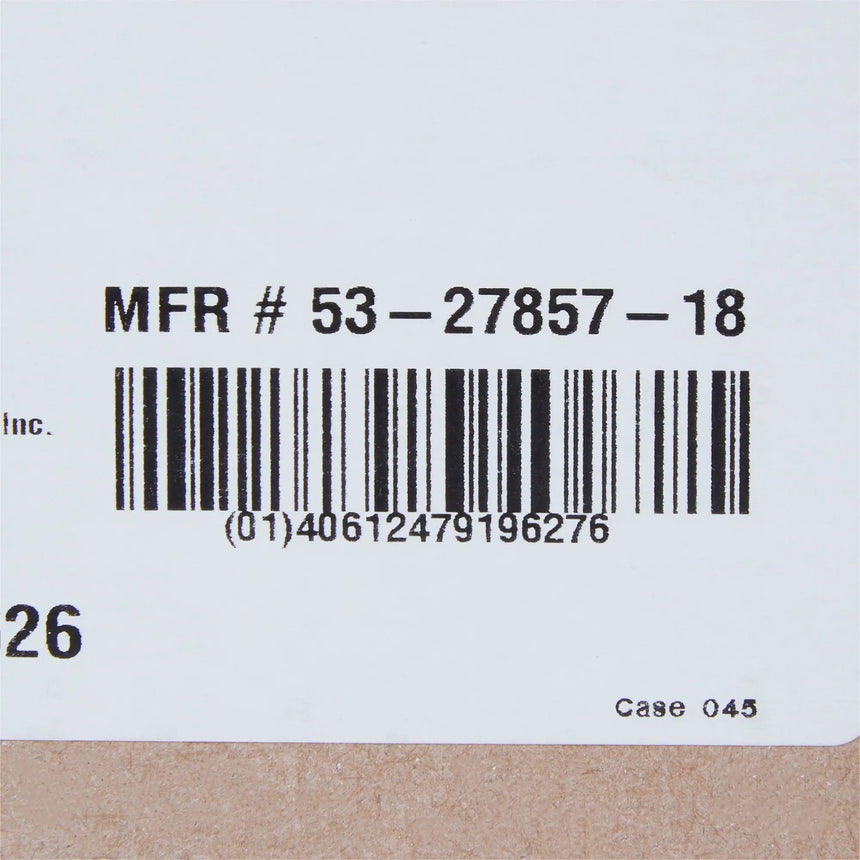 MFR # 53-27857-18
Inc.
(01)40612479196276
26
Case 045